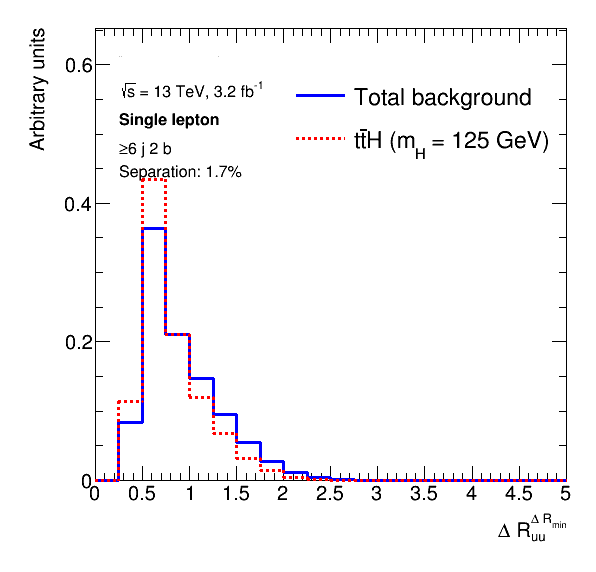 Arbitrary units
0.6
0.4
0.2
0
√s = 13 TeV, 3.2 fb⁻¹
Single lepton
≥6 j 2 b
Separation: 1.7%
Total background
tt̄H (m_H = 125 GeV)
0 0.5 1 1.5 2 2.5 3 3.5 4 4.5 5
Δ R_uu^Δ R_min